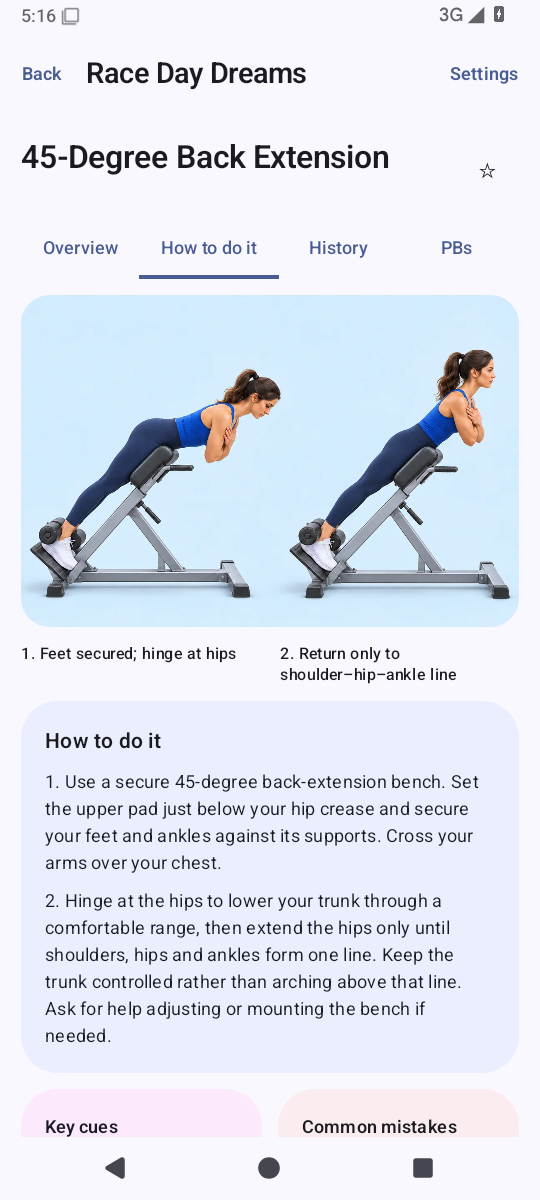 5:16
3G
Back
Race Day Dreams
Settings
45-Degree Back Extension
☆
Overview
How to do it
History
PBs
1. Feet secured; hinge at hips
2. Return only to
shoulder–hip–ankle line
How to do it
1. Use a secure 45-degree back-extension bench. Set
the upper pad just below your hip crease and secure
your feet and ankles against its supports. Cross your
arms over your chest.
2. Hinge at the hips to lower your trunk through a
comfortable range, then extend the hips only until
shoulders, hips and ankles form one line. Keep the
trunk controlled rather than arching above that line.
Ask for help adjusting or mounting the bench if
needed.
Key cues
Common mistakes